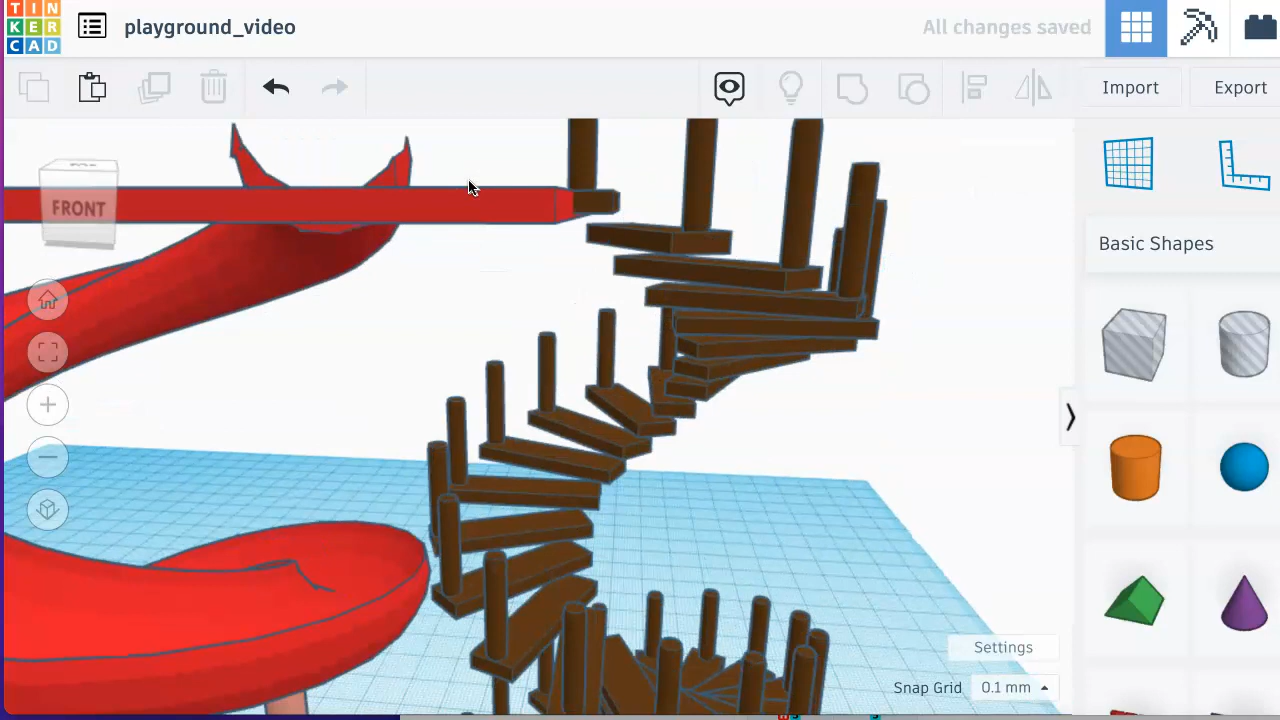 TIN
KER
CAD
playground_video
All changes saved
Import
Export
FRONT
Basic Shapes
Settings
Snap Grid 0.1 mm